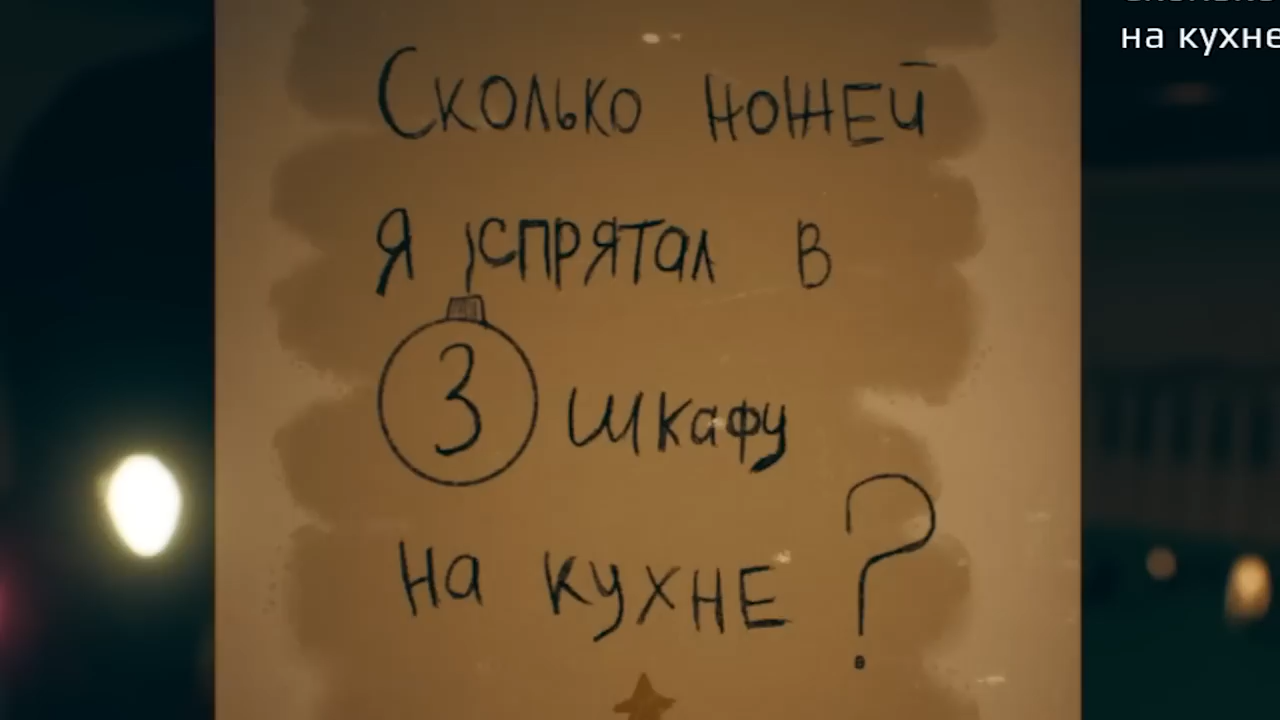 на кухне
Сколько ножей
я спрятал в
3 шкафу
на кухне?